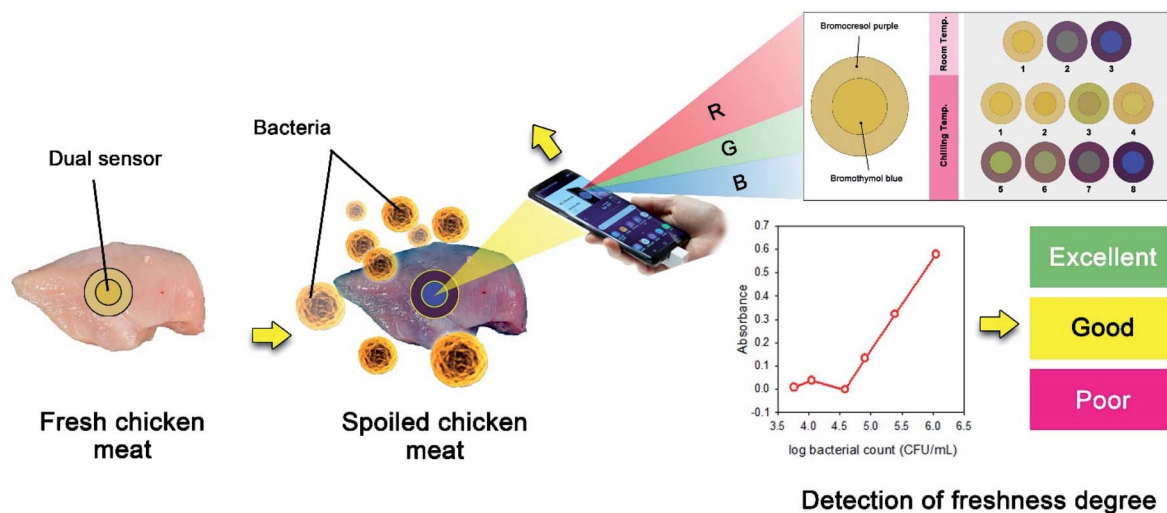 Dual sensor
Fresh chicken
meat
Bacteria
Spoiled chicken
meat
R
G
B
Bromocresol purple
Bromothymol blue
Room Temp.
Chilling Temp.
1
2
3
1
2
3
4
5
6
7
8
Absorbance
0.7
0.6
0.5
0.4
0.3
0.2
0.1
0.0
-0.1
3.5
4.0
4.5
5.0
5.5
6.0
6.5
log bacterial count (CFU/mL)
Excellent
Good
Poor
Detection of freshness degree